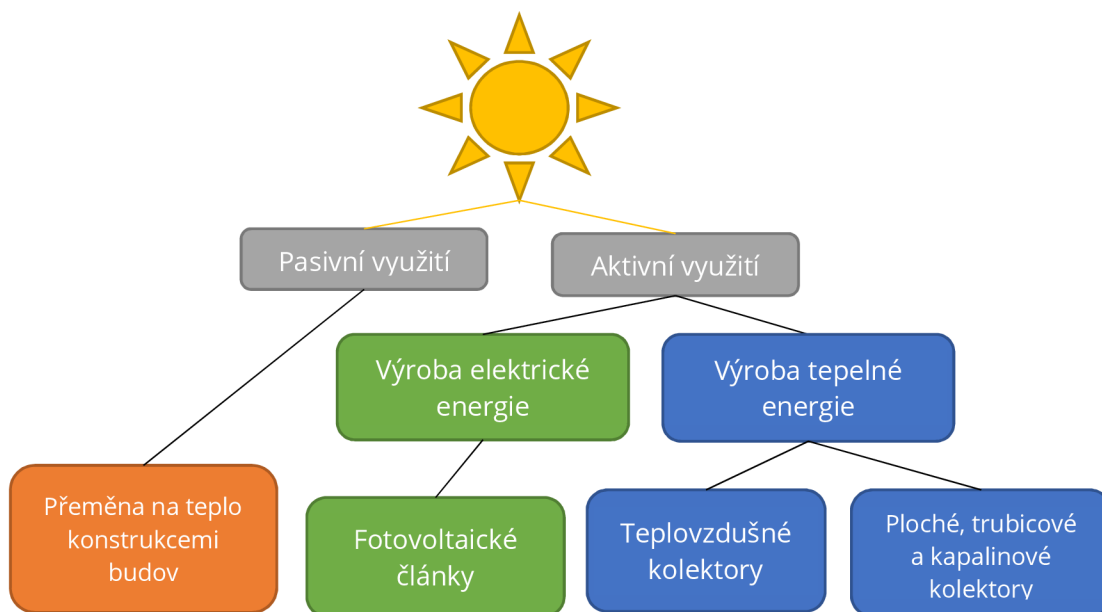 Pasivní využití
Aktivní využití
Výroba elektrické
energie
Výroba tepelné
energie
Přeměna na teplo
konstrukcemi
budov
Fotovoltaické
články
Teplovzdušné
kolektory
Ploché, trubicové
a kapalinové
kolektory